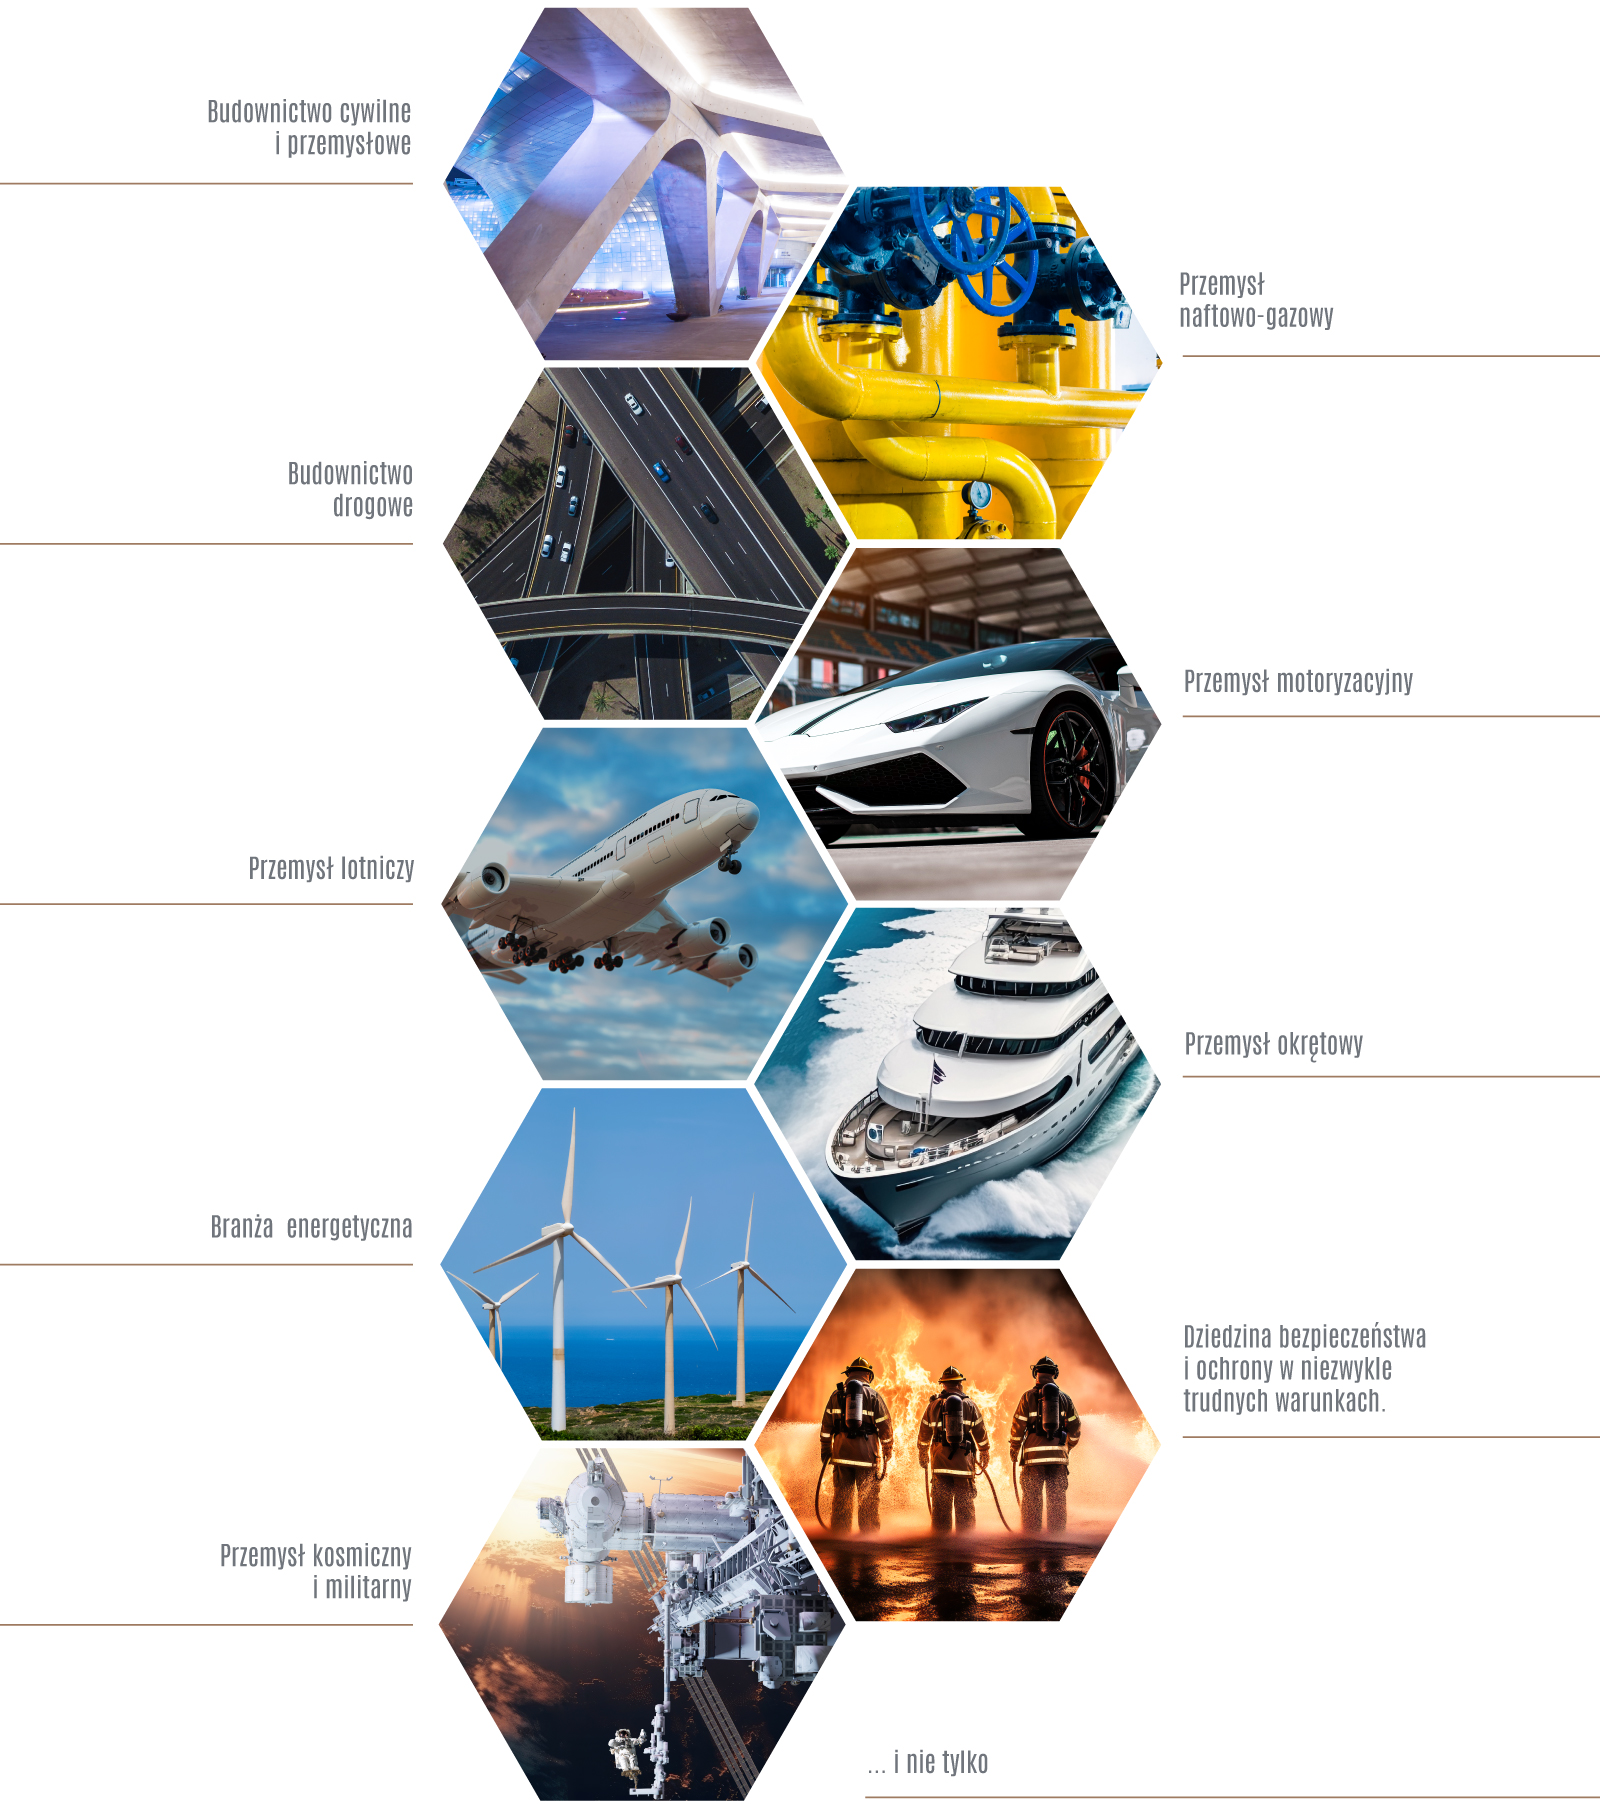 Budownictwo cywilne
i przemysłowe
Przemysł
naftowo-gazowy
Budownictwo
drogowe
Przemysł motoryzacyjny
Przemysł lotniczy
Przemysł okrętowy
Branża  energetyczna
Dziedzina bezpieczeństwa
i ochrony w niezwykle
trudnych warunkach.
Przemysł kosmiczny
i militarny
... i nie tylko